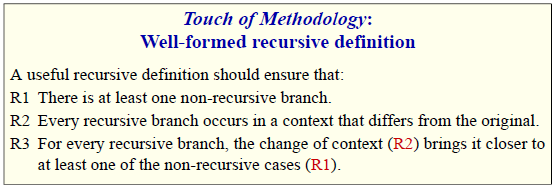 Touch of Methodology:
Well-formed recursive definition
A useful recursive definition should ensure that:
R1 There is at least one non-recursive branch.
R2 Every recursive branch occurs in a context that differs from the original.
R3 For every recursive branch, the change of context (R2) brings it closer to
at least one of the non-recursive cases (R1).